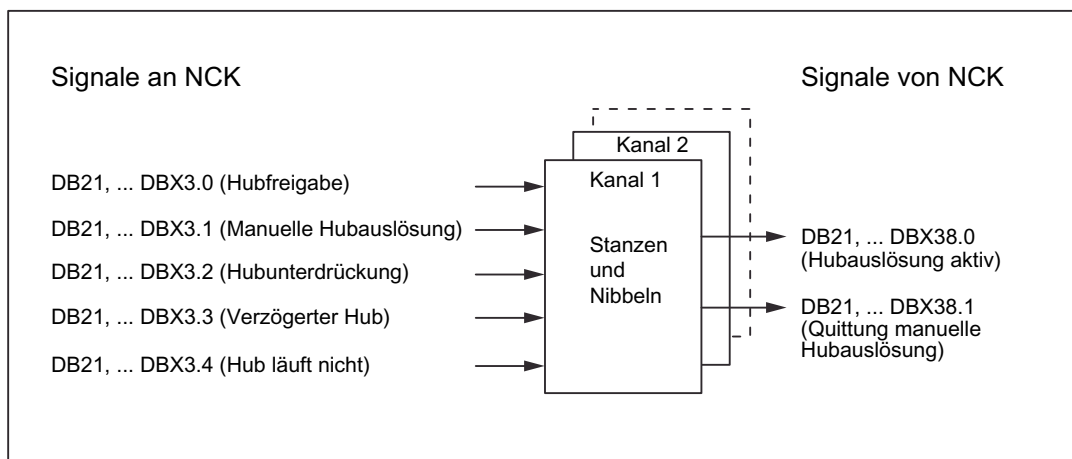 Signale an NCK
Signale von NCK
Kanal 2
Kanal 1
DB21, ... DBX3.0 (Hubfreigabe)
DB21, ... DBX3.1 (Manuelle Hubauslösung)
DB21, ... DBX3.2 (Hubunterdrückung)
DB21, ... DBX3.3 (Verzögerter Hub)
DB21, ... DBX3.4 (Hub läuft nicht)
Stanzen
und
Nibbeln
DB21, ... DBX38.0
(Hubauslösung aktiv)
DB21, ... DBX38.1
(Quittung manuelle
Hubauslösung)